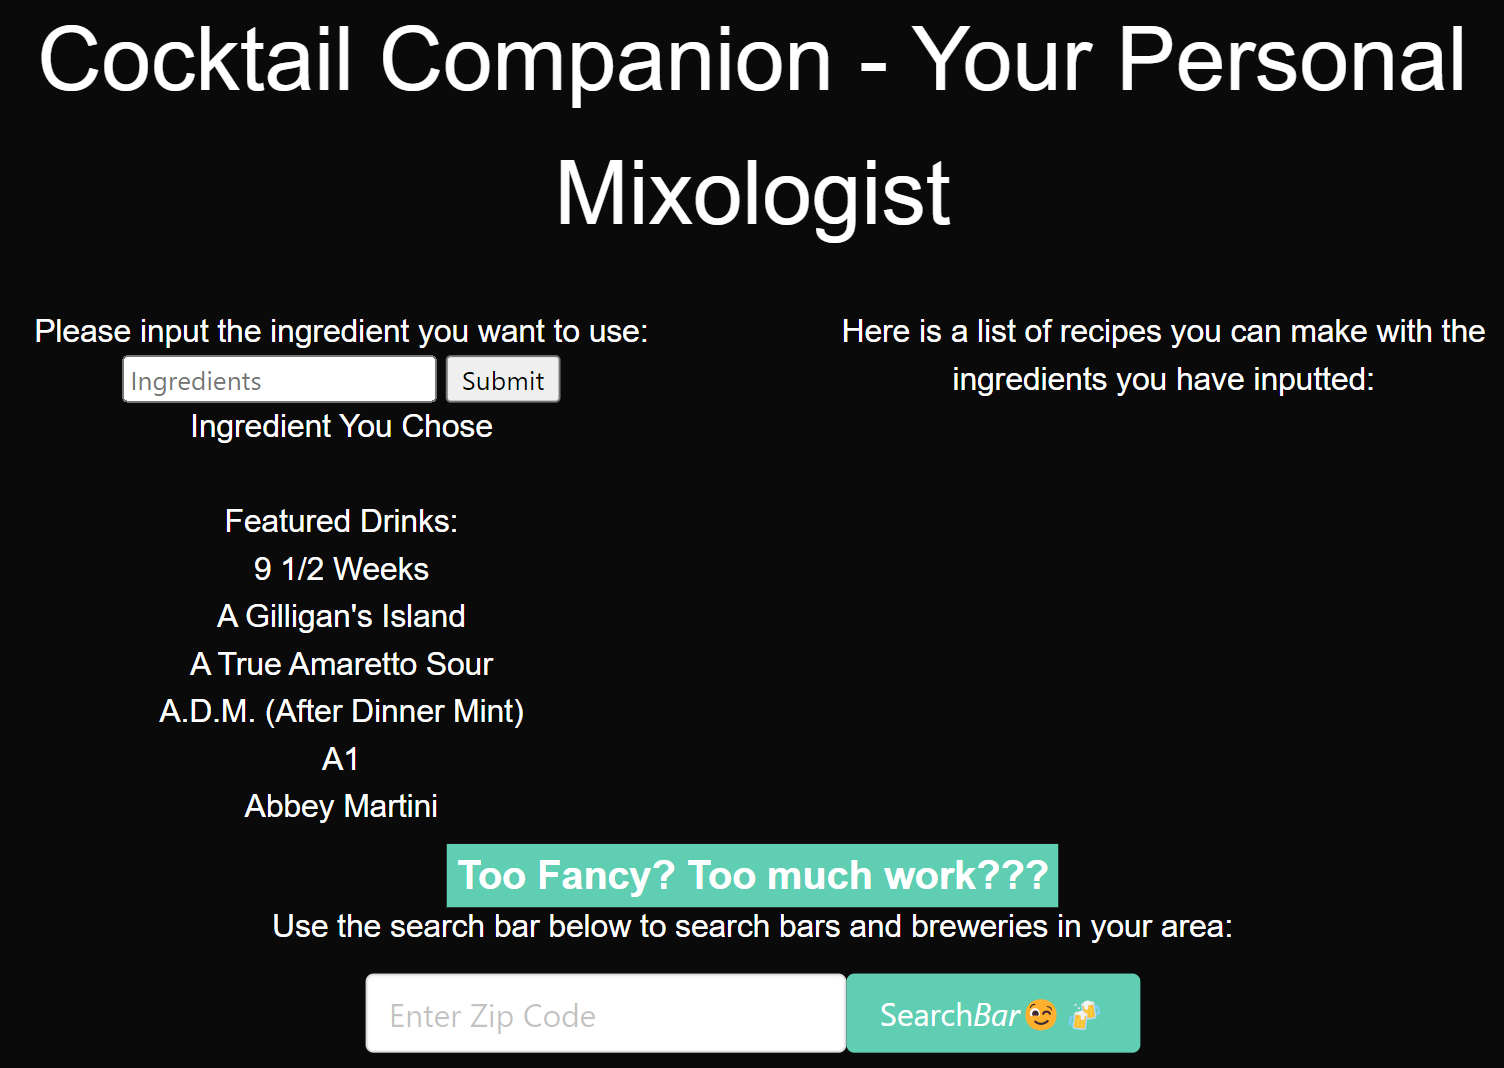 Cocktail Companion - Your Personal
Mixologist
Please input the ingredient you want to use:
Ingredients
Submit
Ingredient You Chose
Featured Drinks:
9 1/2 Weeks
A Gilligan's Island
A True Amaretto Sour
A.D.M. (After Dinner Mint)
A1
Abbey Martini
Here is a list of recipes you can make with the
ingredients you have inputted:
Too Fancy? Too much work???
Use the search bar below to search bars and breweries in your area:
Enter Zip Code
SearchBar😉 🍻